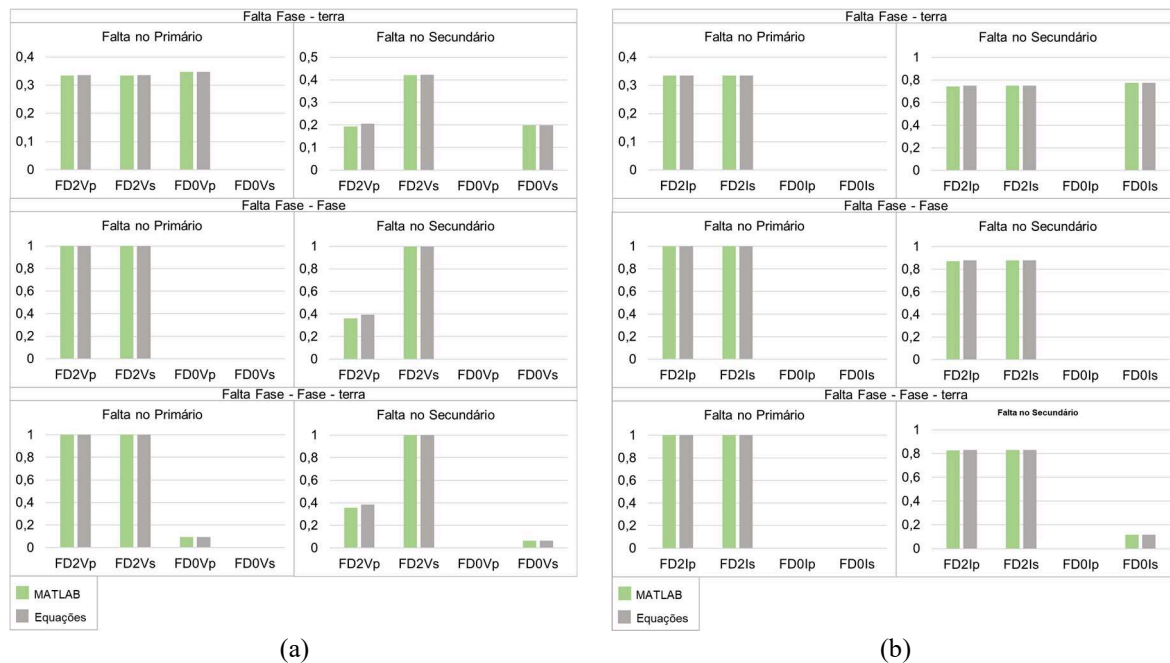 Falta Fase - terra
Falta no Primário
0,4
0,3
0,2
0,1
0
FD2Vp FD2Vs FD0Vp FD0Vs
Falta no Secundário
0,5
0,4
0,3
0,2
0,1
0
FD2Vp FD2Vs FD0Vp FD0Vs
Falta Fase - Fase
Falta no Primário
1
0,8
0,6
0,4
0,2
0
FD2Vp FD2Vs FD0Vp FD0Vs
Falta no Secundário
1
0,8
0,6
0,4
0,2
0
FD2Vp FD2Vs FD0Vp FD0Vs
Falta Fase - Fase - terra
Falta no Primário
1
0,8
0,6
0,4
0,2
0
FD2Vp FD2Vs FD0Vp FD0Vs
Falta no Secundário
1
0,8
0,6
0,4
0,2
0
FD2Vp FD2Vs FD0Vp FD0Vs
MATLAB
Equações
(a)
Falta Fase - terra
Falta no Primário
0,4
0,3
0,2
0,1
0
FD2Ip FD2Is FD0Ip FD0Is
Falta no Secundário
1
0,8
0,6
0,4
0,2
0
FD2Ip FD2Is FD0Ip FD0Is
Falta Fase - Fase
Falta no Primário
1
0,8
0,6
0,4
0,2
0
FD2Ip FD2Is FD0Ip FD0Is
Falta no Secundário
1
0,8
0,6
0,4
0,2
0
FD2Ip FD2Is FD0Ip FD0Is
Falta Fase - Fase - terra
Falta no Primário
1
0,8
0,6
0,4
0,2
0
FD2Ip FD2Is FD0Ip FD0Is
Falta no Secundário
1
0,8
0,6
0,4
0,2
0
FD2Ip FD2Is FD0Ip FD0Is
MATLAB
Equações
(b)